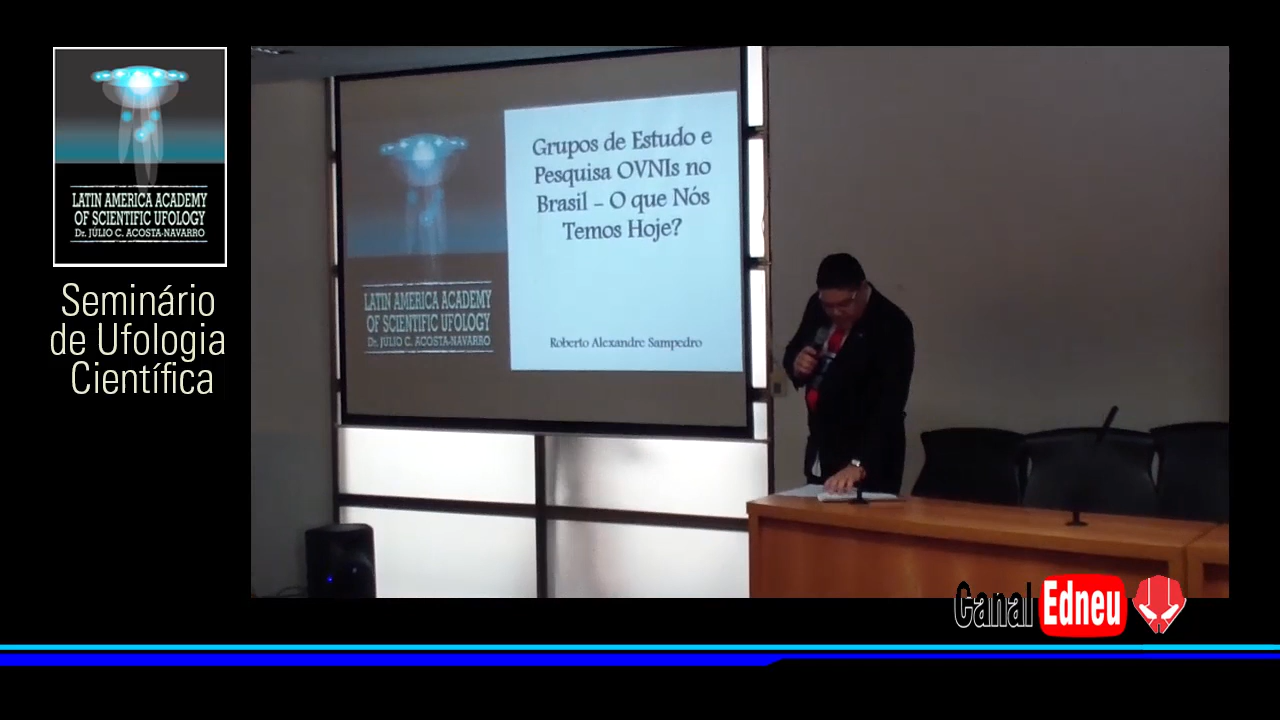 LATIN AMERICA ACADEMY
OF SCIENTIFIC UFOLOGY
Dr. JÚLIO C. ACOSTA-NAVARRO
Seminário
de Ufologia
Científica
Grupos de Estudo e
Pesquisa OVNIs no
Brasil – O que Nós
Temos Hoje?
Roberto Alexandre Sampedro
LATIN AMERICA ACADEMY
OF SCIENTIFIC UFOLOGY
Dr. JÚLIO C. ACOSTA-NAVARRO
Canal Edneu